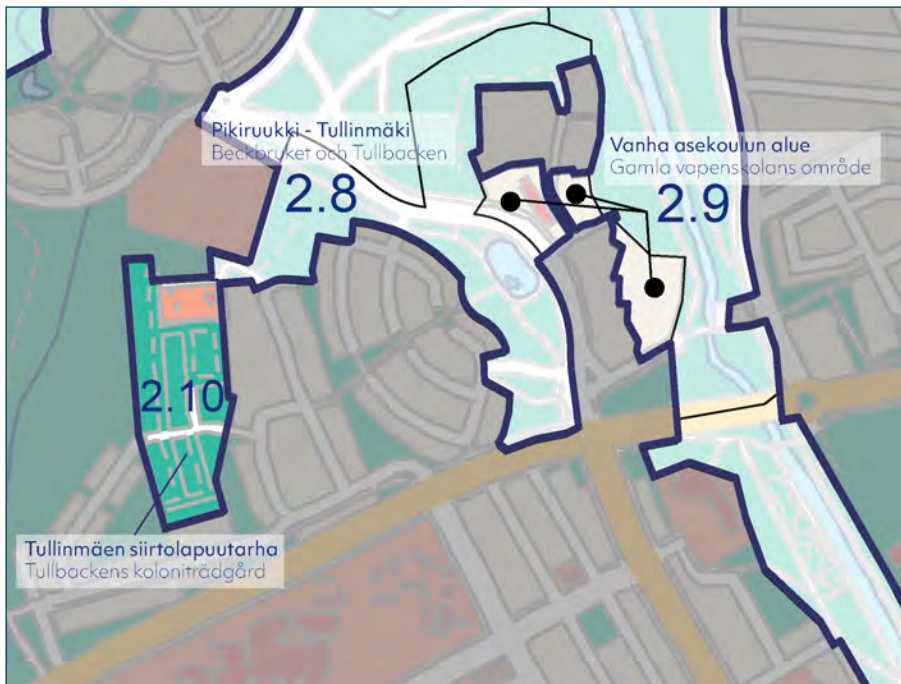 Pikiruukki - Tullinmäki
Beckbruket och Tullbacken
2.8
Vanha asekoulun alue
Gamla vapenskolans område
2.9
2.10
Tullinmäen siirtolapuutarha
Tullbackens koloniträdgård